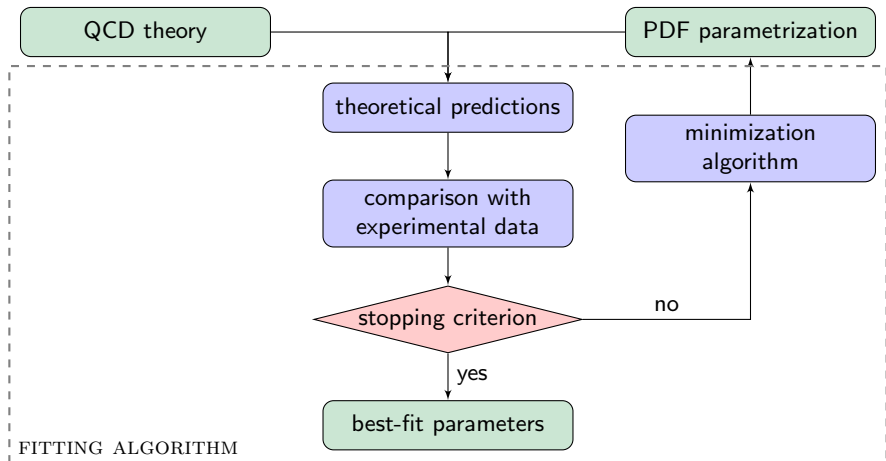 QCD theory
PDF parametrization
theoretical predictions
minimization
algorithm
comparison with
experimental data
stopping criterion
no
yes
best-fit parameters
FITTING ALGORITHM